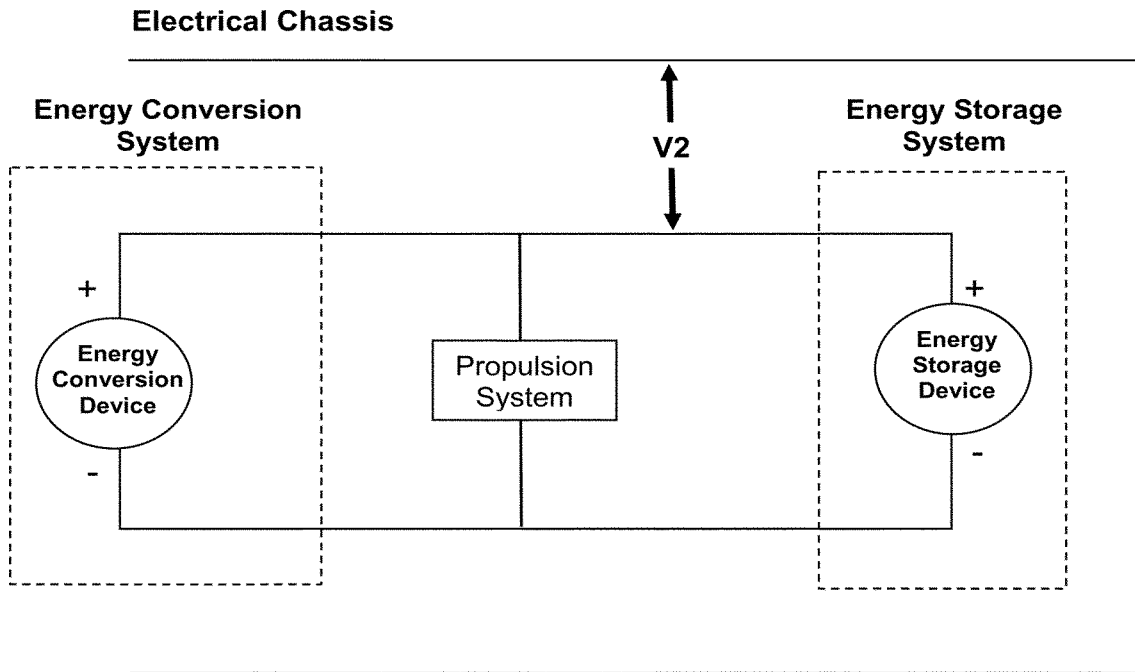 Electrical Chassis
Energy Conversion
System
V2
Energy Storage
System
+
Energy
Conversion
Device
-
Propulsion
System
+
Energy
Storage
Device
-